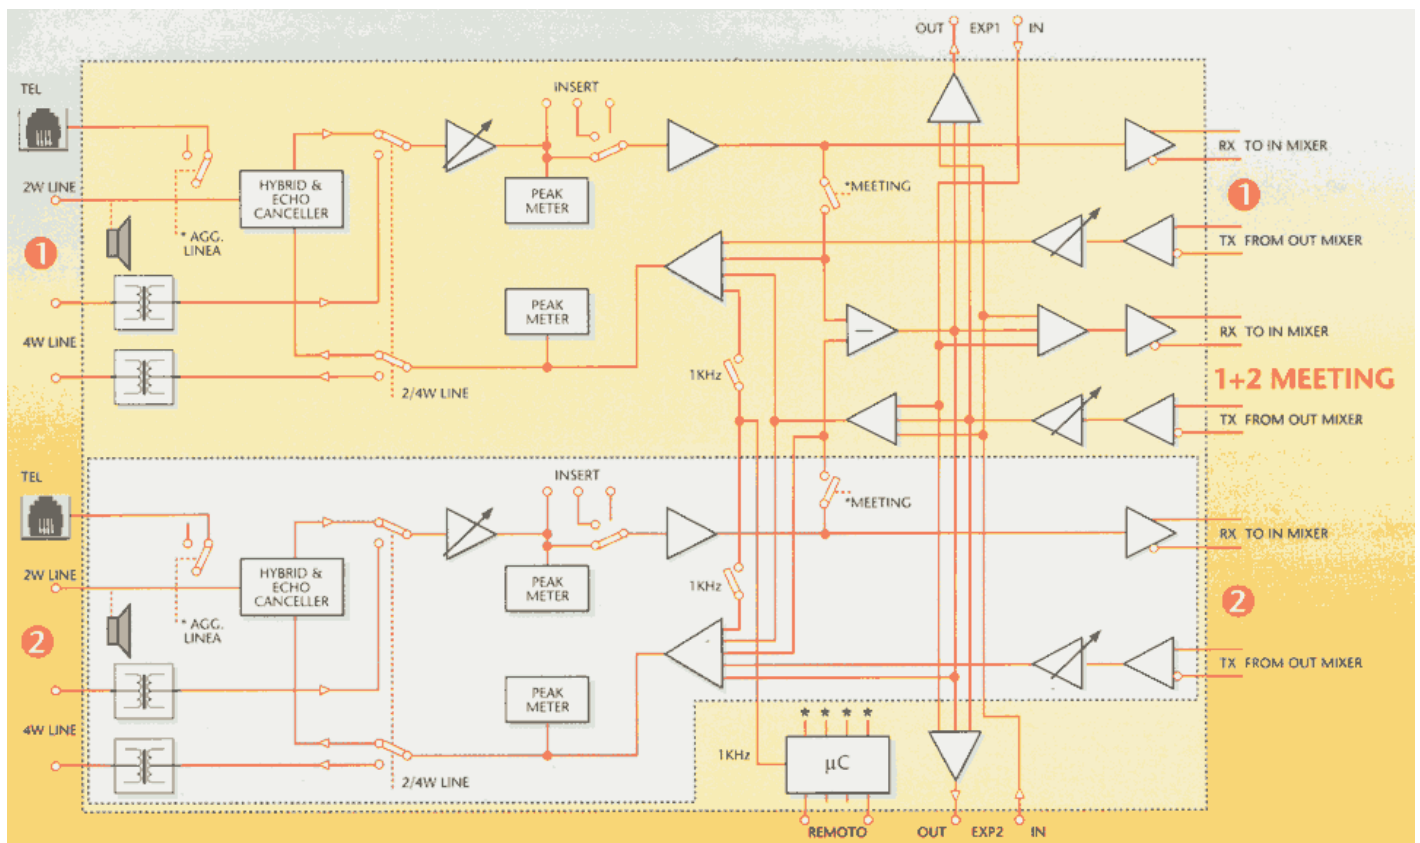 OUT EXP1 IN
TEL
INSERT
RX TO IN MIXER
2W LINE
HYBRID &
ECHO
CANCELLER
PEAK
METER
*MEETING
1
1
* AGG.
LINEA
TX FROM OUT MIXER
PEAK
METER
4W LINE
RX TO IN MIXER
1KHz
1+2 MEETING
2/4W LINE
TX FROM OUT MIXER
TEL
INSERT
*MEETING
RX TO IN MIXER
2W LINE
HYBRID &
ECHO
CANCELLER
PEAK
METER
1KHz
2
2
* AGG.
LINEA
TX FROM OUT MIXER
PEAK
METER
4W LINE
* * * *
1KHz
µC
2/4W LINE
REMOTO
OUT EXP2 IN